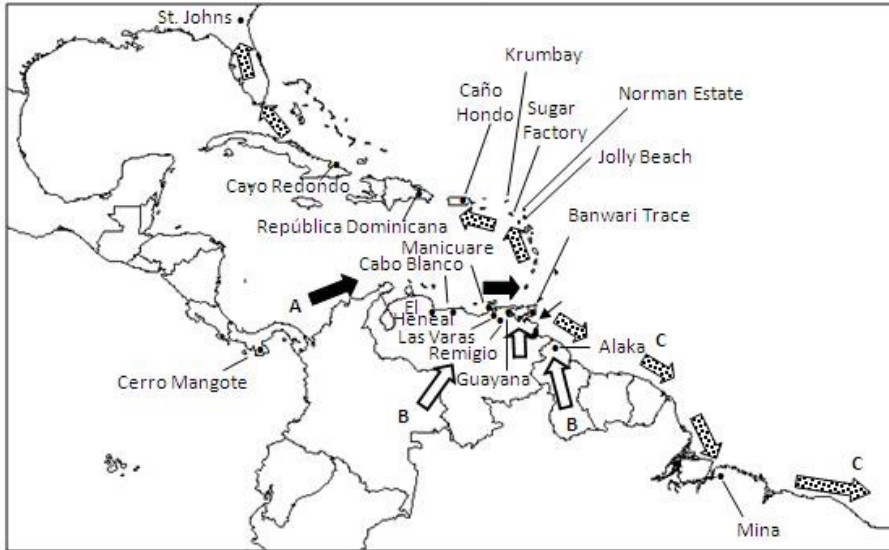 St. Johns
Krumbay
Caño
Hondo
Sugar
Factory
Norman Estate
Jolly Beach
Cayo Redondo
República Dominicana
Banwari Trace
Manicuare
Cabo Blanco
A
El
Heneal
Las Varas
Remigio
Alaka
C
Cerro Mangote
Guayana
B
B
C
Mina